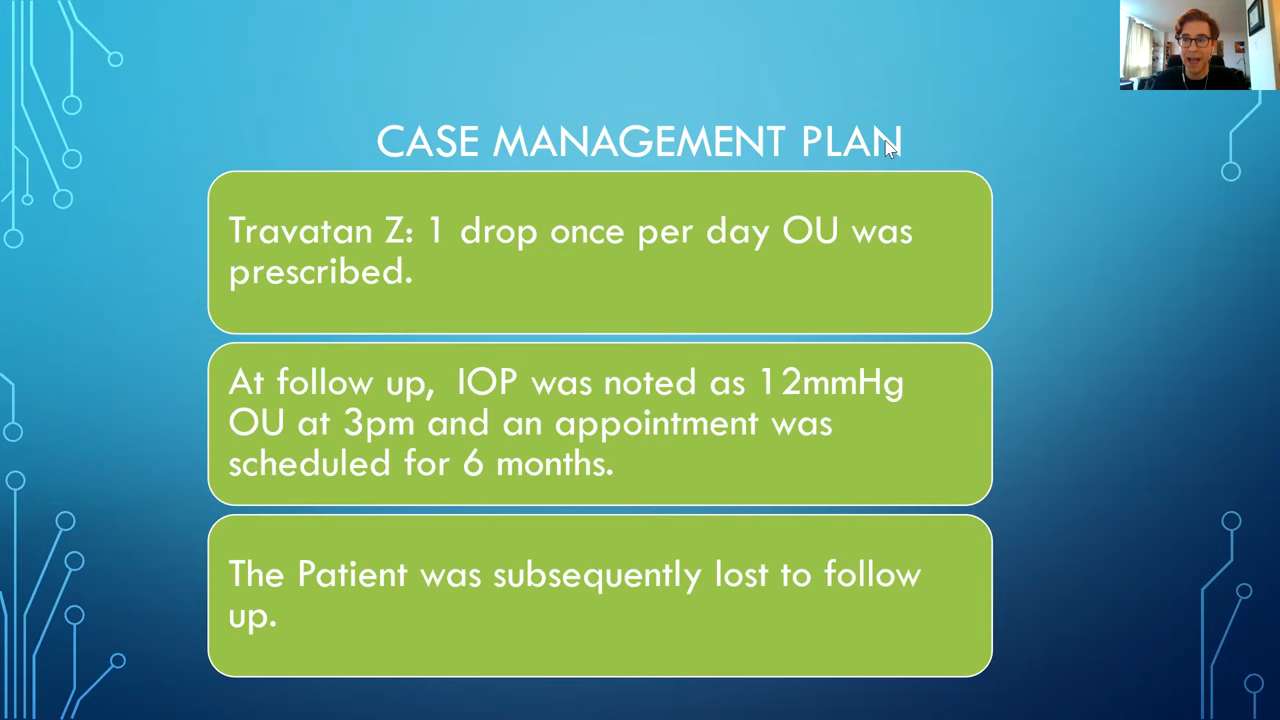 CASE MANAGEMENT PLAN
Travatan Z: 1 drop once per day OU was
prescribed.
At follow up,  IOP was noted as 12mmHg
OU at 3pm and an appointment was
scheduled for 6 months.
The Patient was subsequently lost to follow
up.